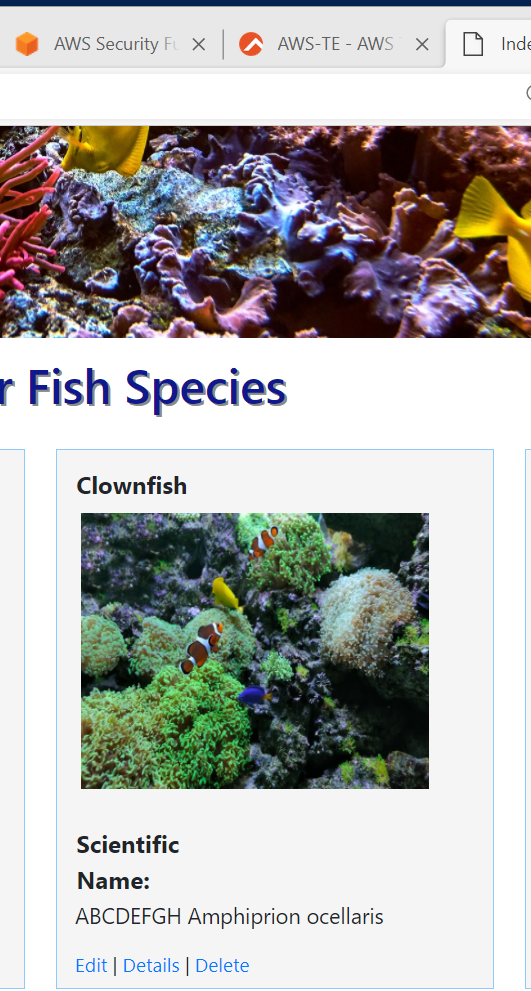 AWS Security Fu
AWS-TE - AWS
Inde
r Fish Species
Clownfish
Scientific
Name:
ABCDEFGH Amphiprion ocellaris
Edit | Details | Delete